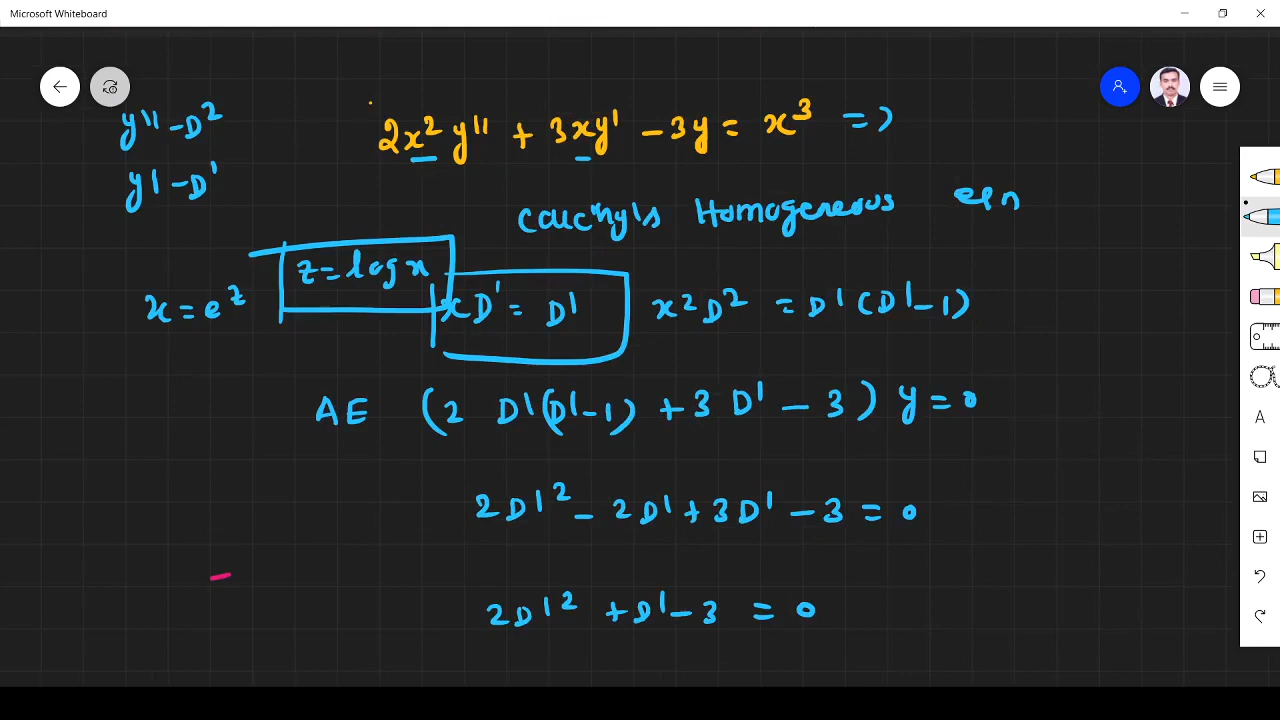 Microsoft Whiteboard
y'' - D²
2x² y'' + 3xy' - 3y = x³ =>
y' - D'
Cauchy's Homogeneous eqn
z = log x
x = e^z
xD' = D'
x²D² = D'(D'-1)
AE (2 D'(D'-1) + 3 D' - 3) y = 0
2D'² - 2D' + 3D' - 3 = 0
2D'² + D' - 3 = 0
A